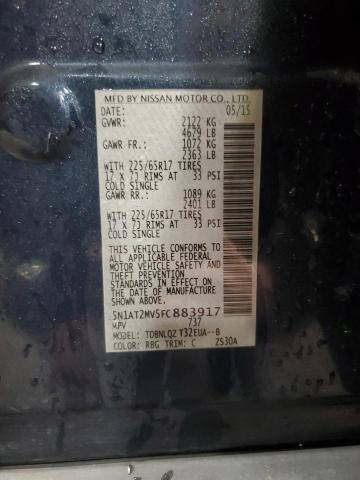 MFD BY NISSAN MOTOR CO., LTD.
DATE: 05/15
GVWR: 2122 KG
4679 LB
GAWR FR.: 1072 KG
2363 LB
WITH 225/65R17 TIRES
17 X 7J RIMS AT 33 PSI
COLD SINGLE
GAWR RR.: 1089 KG
2401 LB
WITH 225/65R17 TIRES
17 X 7J RIMS AT 33 PSI
COLD SINGLE
THIS VEHICLE CONFORMS TO
ALL APPLICABLE FEDERAL
MOTOR VEHICLE SAFETY AND
THEFT PREVENTION
STANDARDS IN EFFECT ON
THE DATE OF MANUFACTURE
SHOWN ABOVE.
5N1AT2MV5FC883917
MPV 737
MODEL: TDBNLQZ T32EUA--B
COLOR: RBG TRIM: C ZS30A